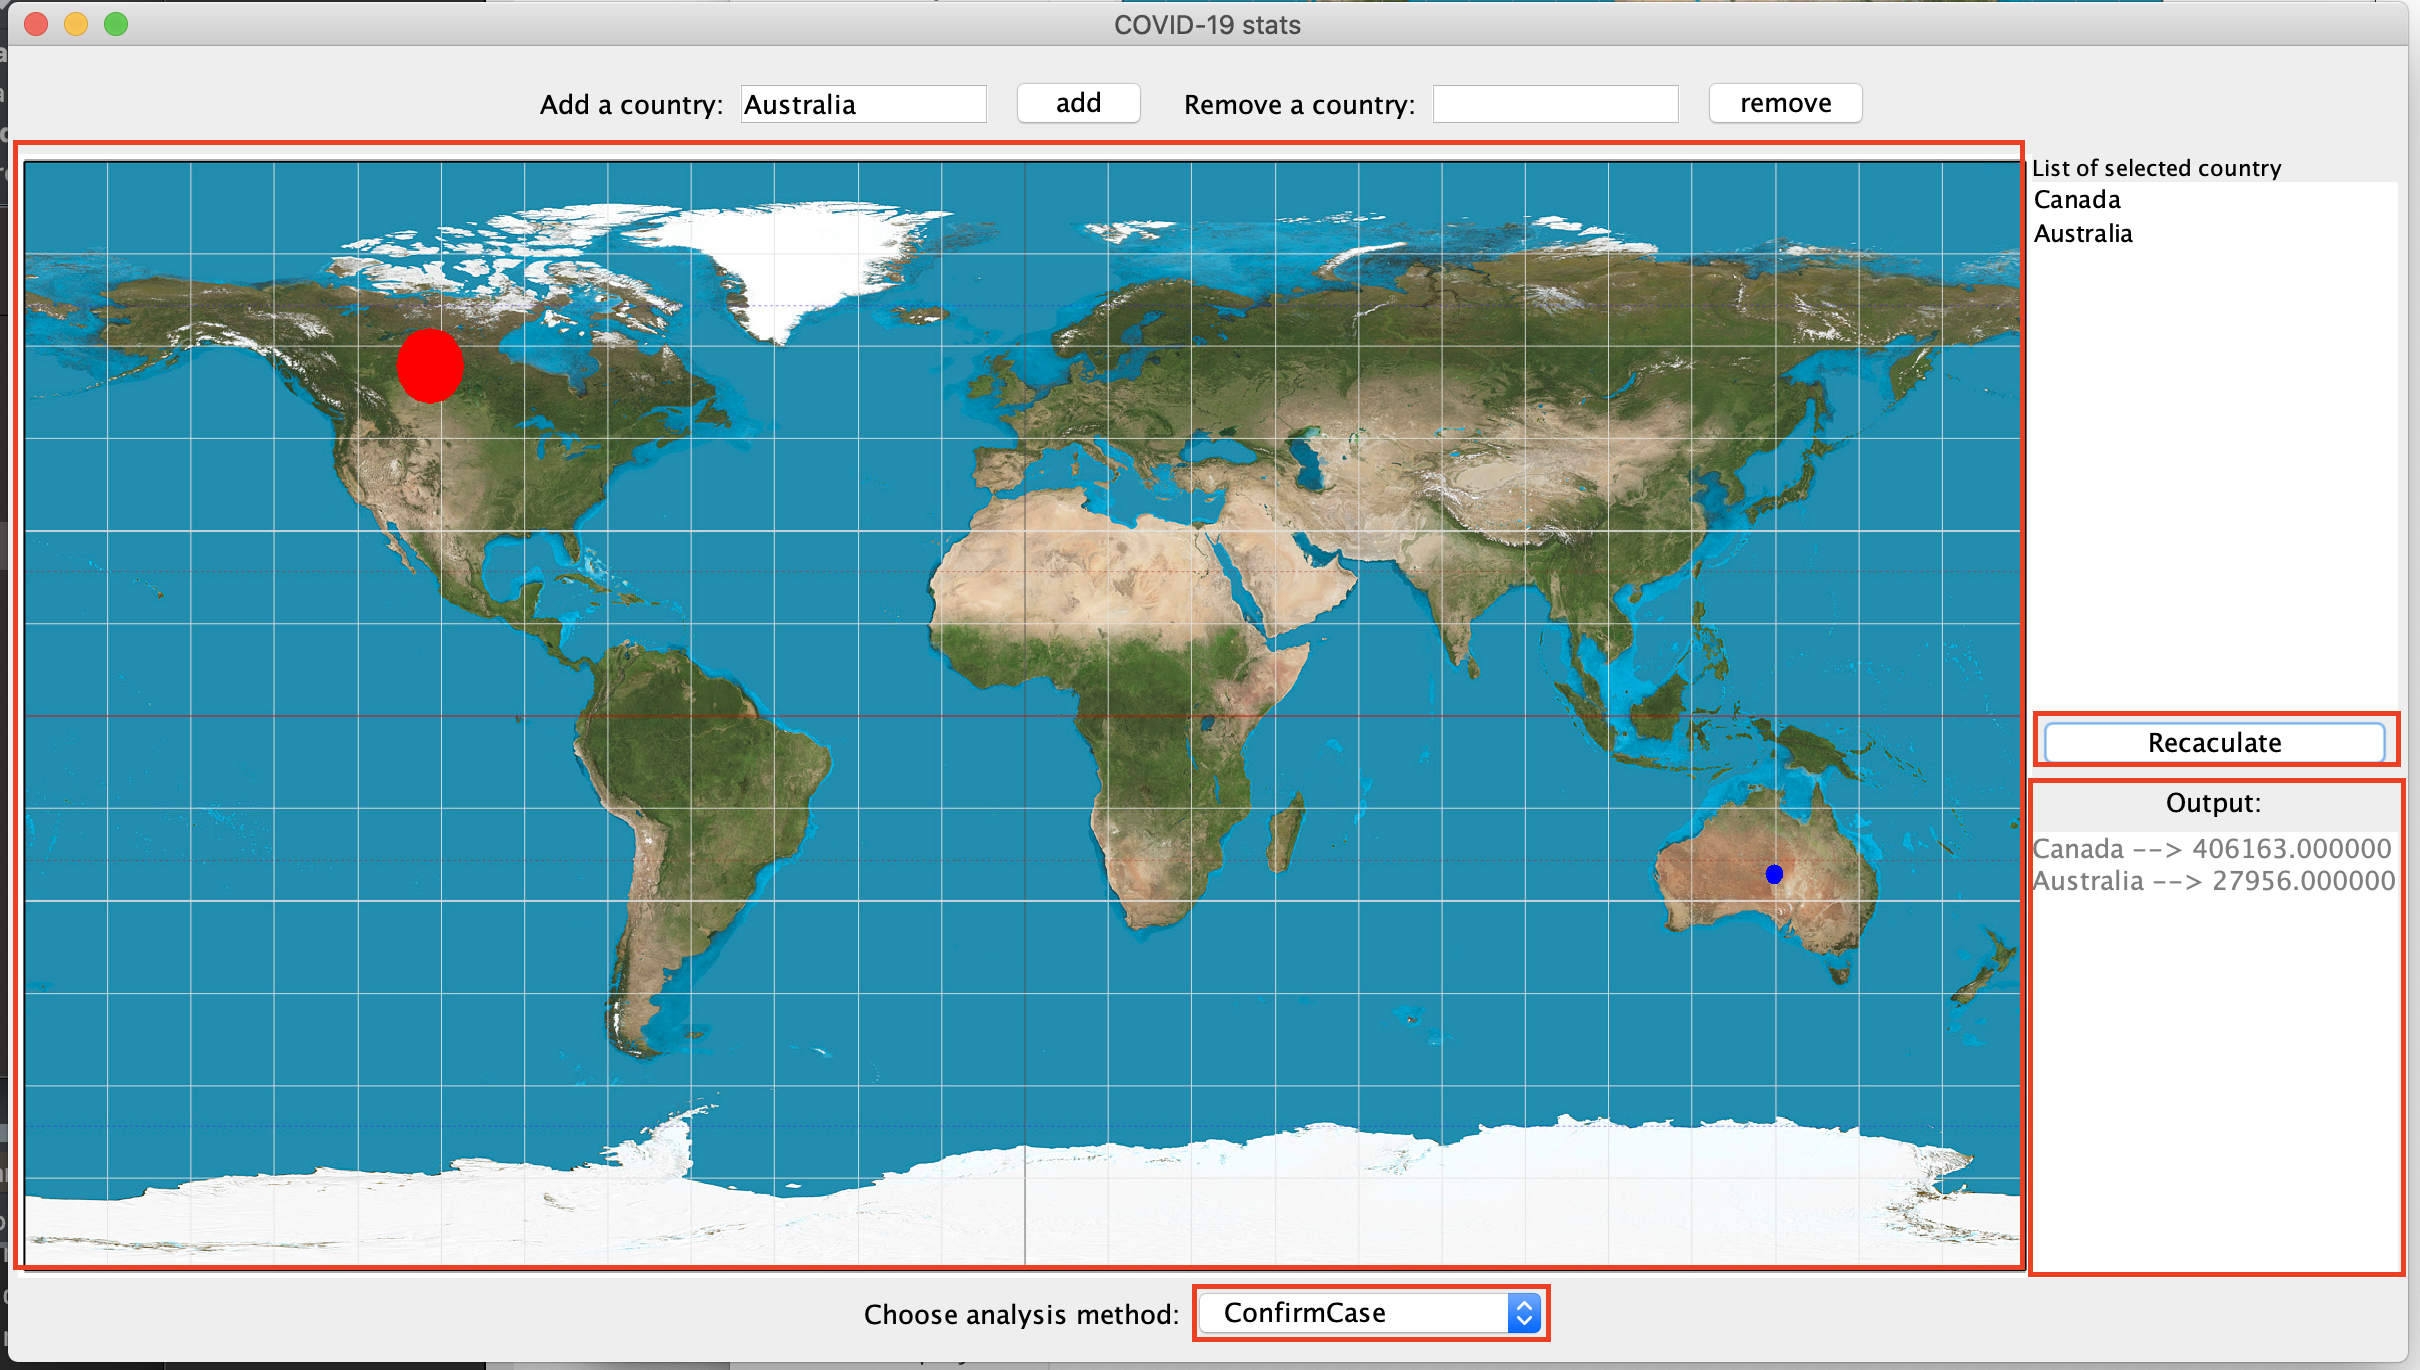 COVID-19 stats
Add a country: Australia add Remove a country: remove
List of selected country
Canada
Australia
Recaculate
Output:
Canada --> 406163.000000
Australia --> 27956.000000
Choose analysis method: ConfirmCase